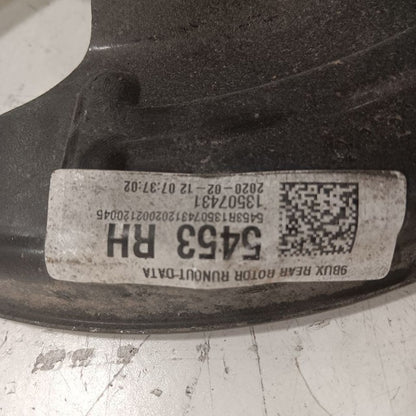 9BUX REAR ROTOR RUNOUT DATA
5453 RH
5453R13507431202002120045
13507431
2020-02-12 07:37:02